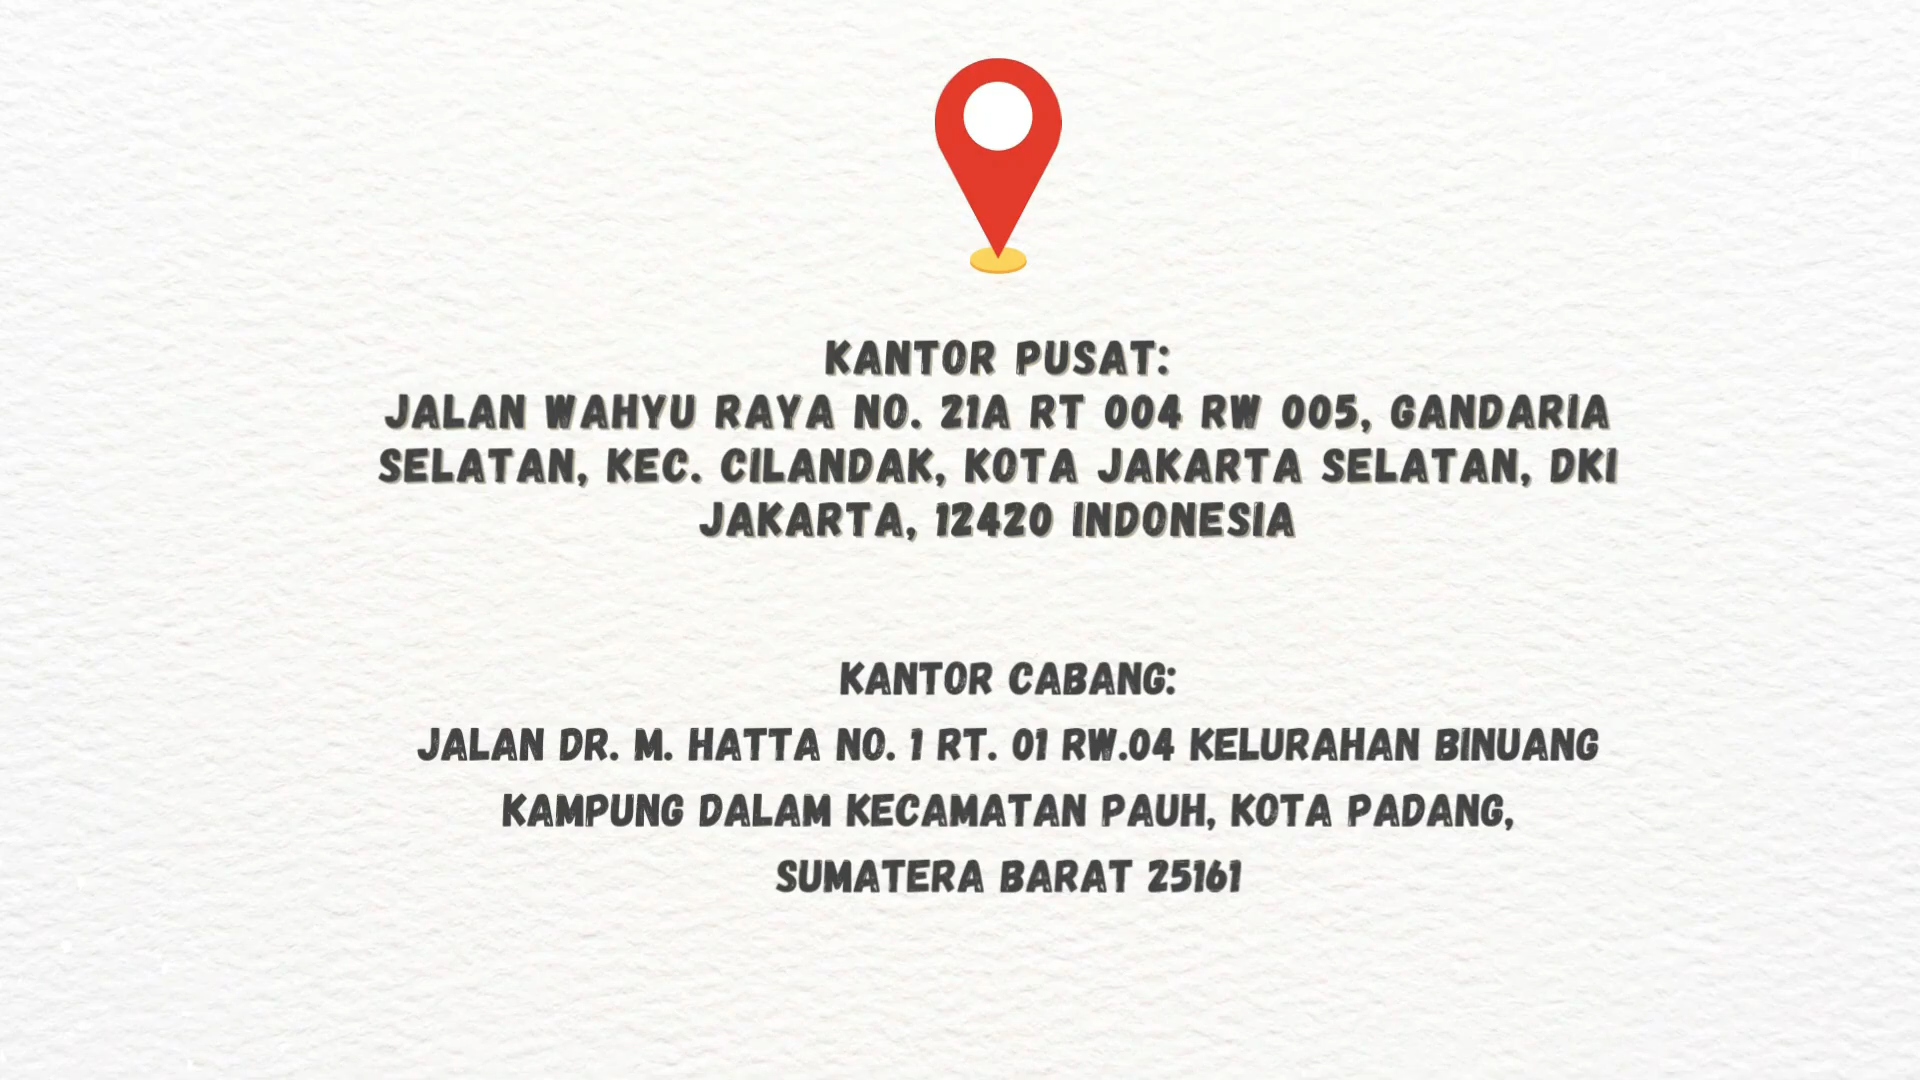 KANTOR PUSAT:
JALAN WAHYU RAYA NO. 21A RT 004 RW 005, GANDARIA
SELATAN, KEC. CILANDAK, KOTA JAKARTA SELATAN, DKI
JAKARTA, 12420 INDONESIA
KANTOR CABANG:
JALAN DR. M. HATTA NO. 1 RT. 01 RW.04 KELURAHAN BINUANG
KAMPUNG DALAM KECAMATAN PAUH, KOTA PADANG,
SUMATERA BARAT 25161